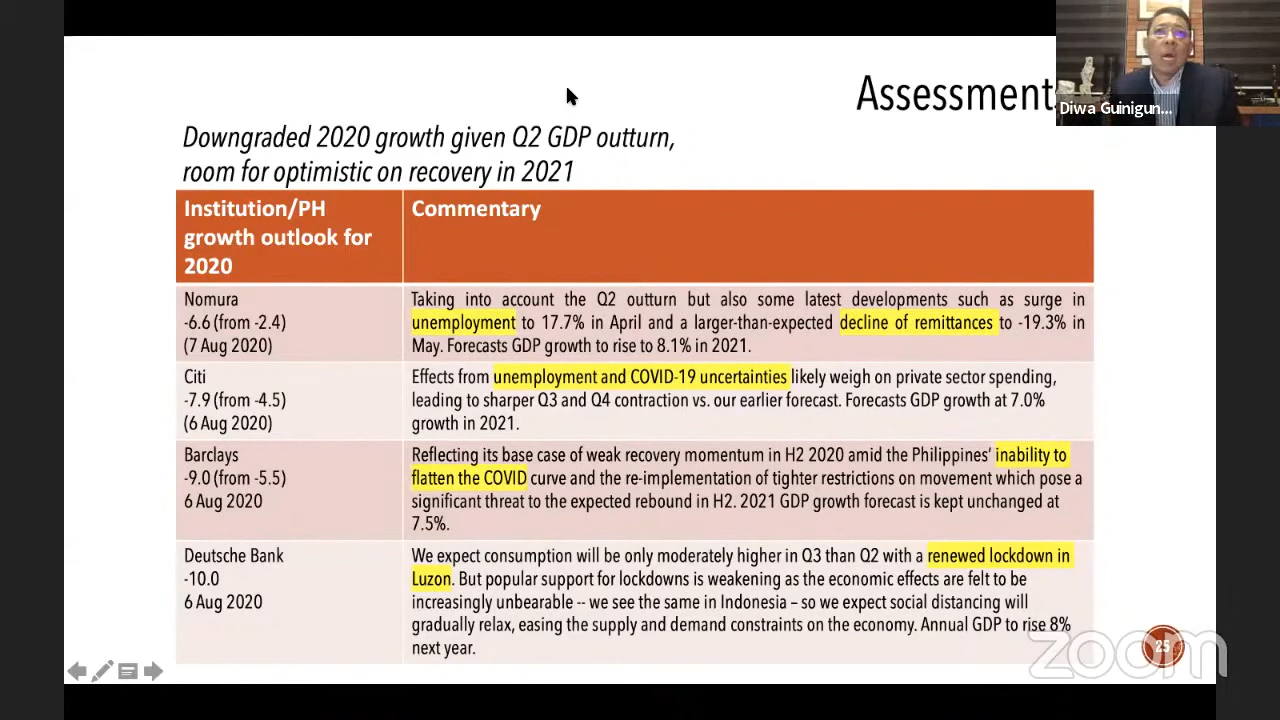 Assessment
Diwa Guinigun...
Downgraded 2020 growth given Q2 GDP outturn,
room for optimistic on recovery in 2021
Institution/PH
growth outlook for
2020
Commentary
Nomura
-6.6 (from -2.4)
(7 Aug 2020)
Taking into account the Q2 outturn but also some latest developments such as surge in
unemployment to 17.7% in April and a larger-than-expected decline of remittances to -19.3% in
May. Forecasts GDP growth to rise to 8.1% in 2021.
Citi
-7.9 (from -4.5)
(6 Aug 2020)
Effects from unemployment and COVID-19 uncertainties likely weigh on private sector spending,
leading to sharper Q3 and Q4 contraction vs. our earlier forecast. Forecasts GDP growth at 7.0%
growth in 2021.
Barclays
-9.0 (from -5.5)
6 Aug 2020
Reflecting its base case of weak recovery momentum in H2 2020 amid the Philippines’ inability to
flatten the COVID curve and the re-implementation of tighter restrictions on movement which pose a
significant threat to the expected rebound in H2. 2021 GDP growth forecast is kept unchanged at
7.5%.
Deutsche Bank
-10.0
6 Aug 2020
We expect consumption will be only moderately higher in Q3 than Q2 with a renewed lockdown in
Luzon. But popular support for lockdowns is weakening as the economic effects are felt to be
increasingly unbearable -- we see the same in Indonesia – so we expect social distancing will
gradually relax, easing the supply and demand constraints on the economy. Annual GDP to rise 8%
next year.
25
zoom